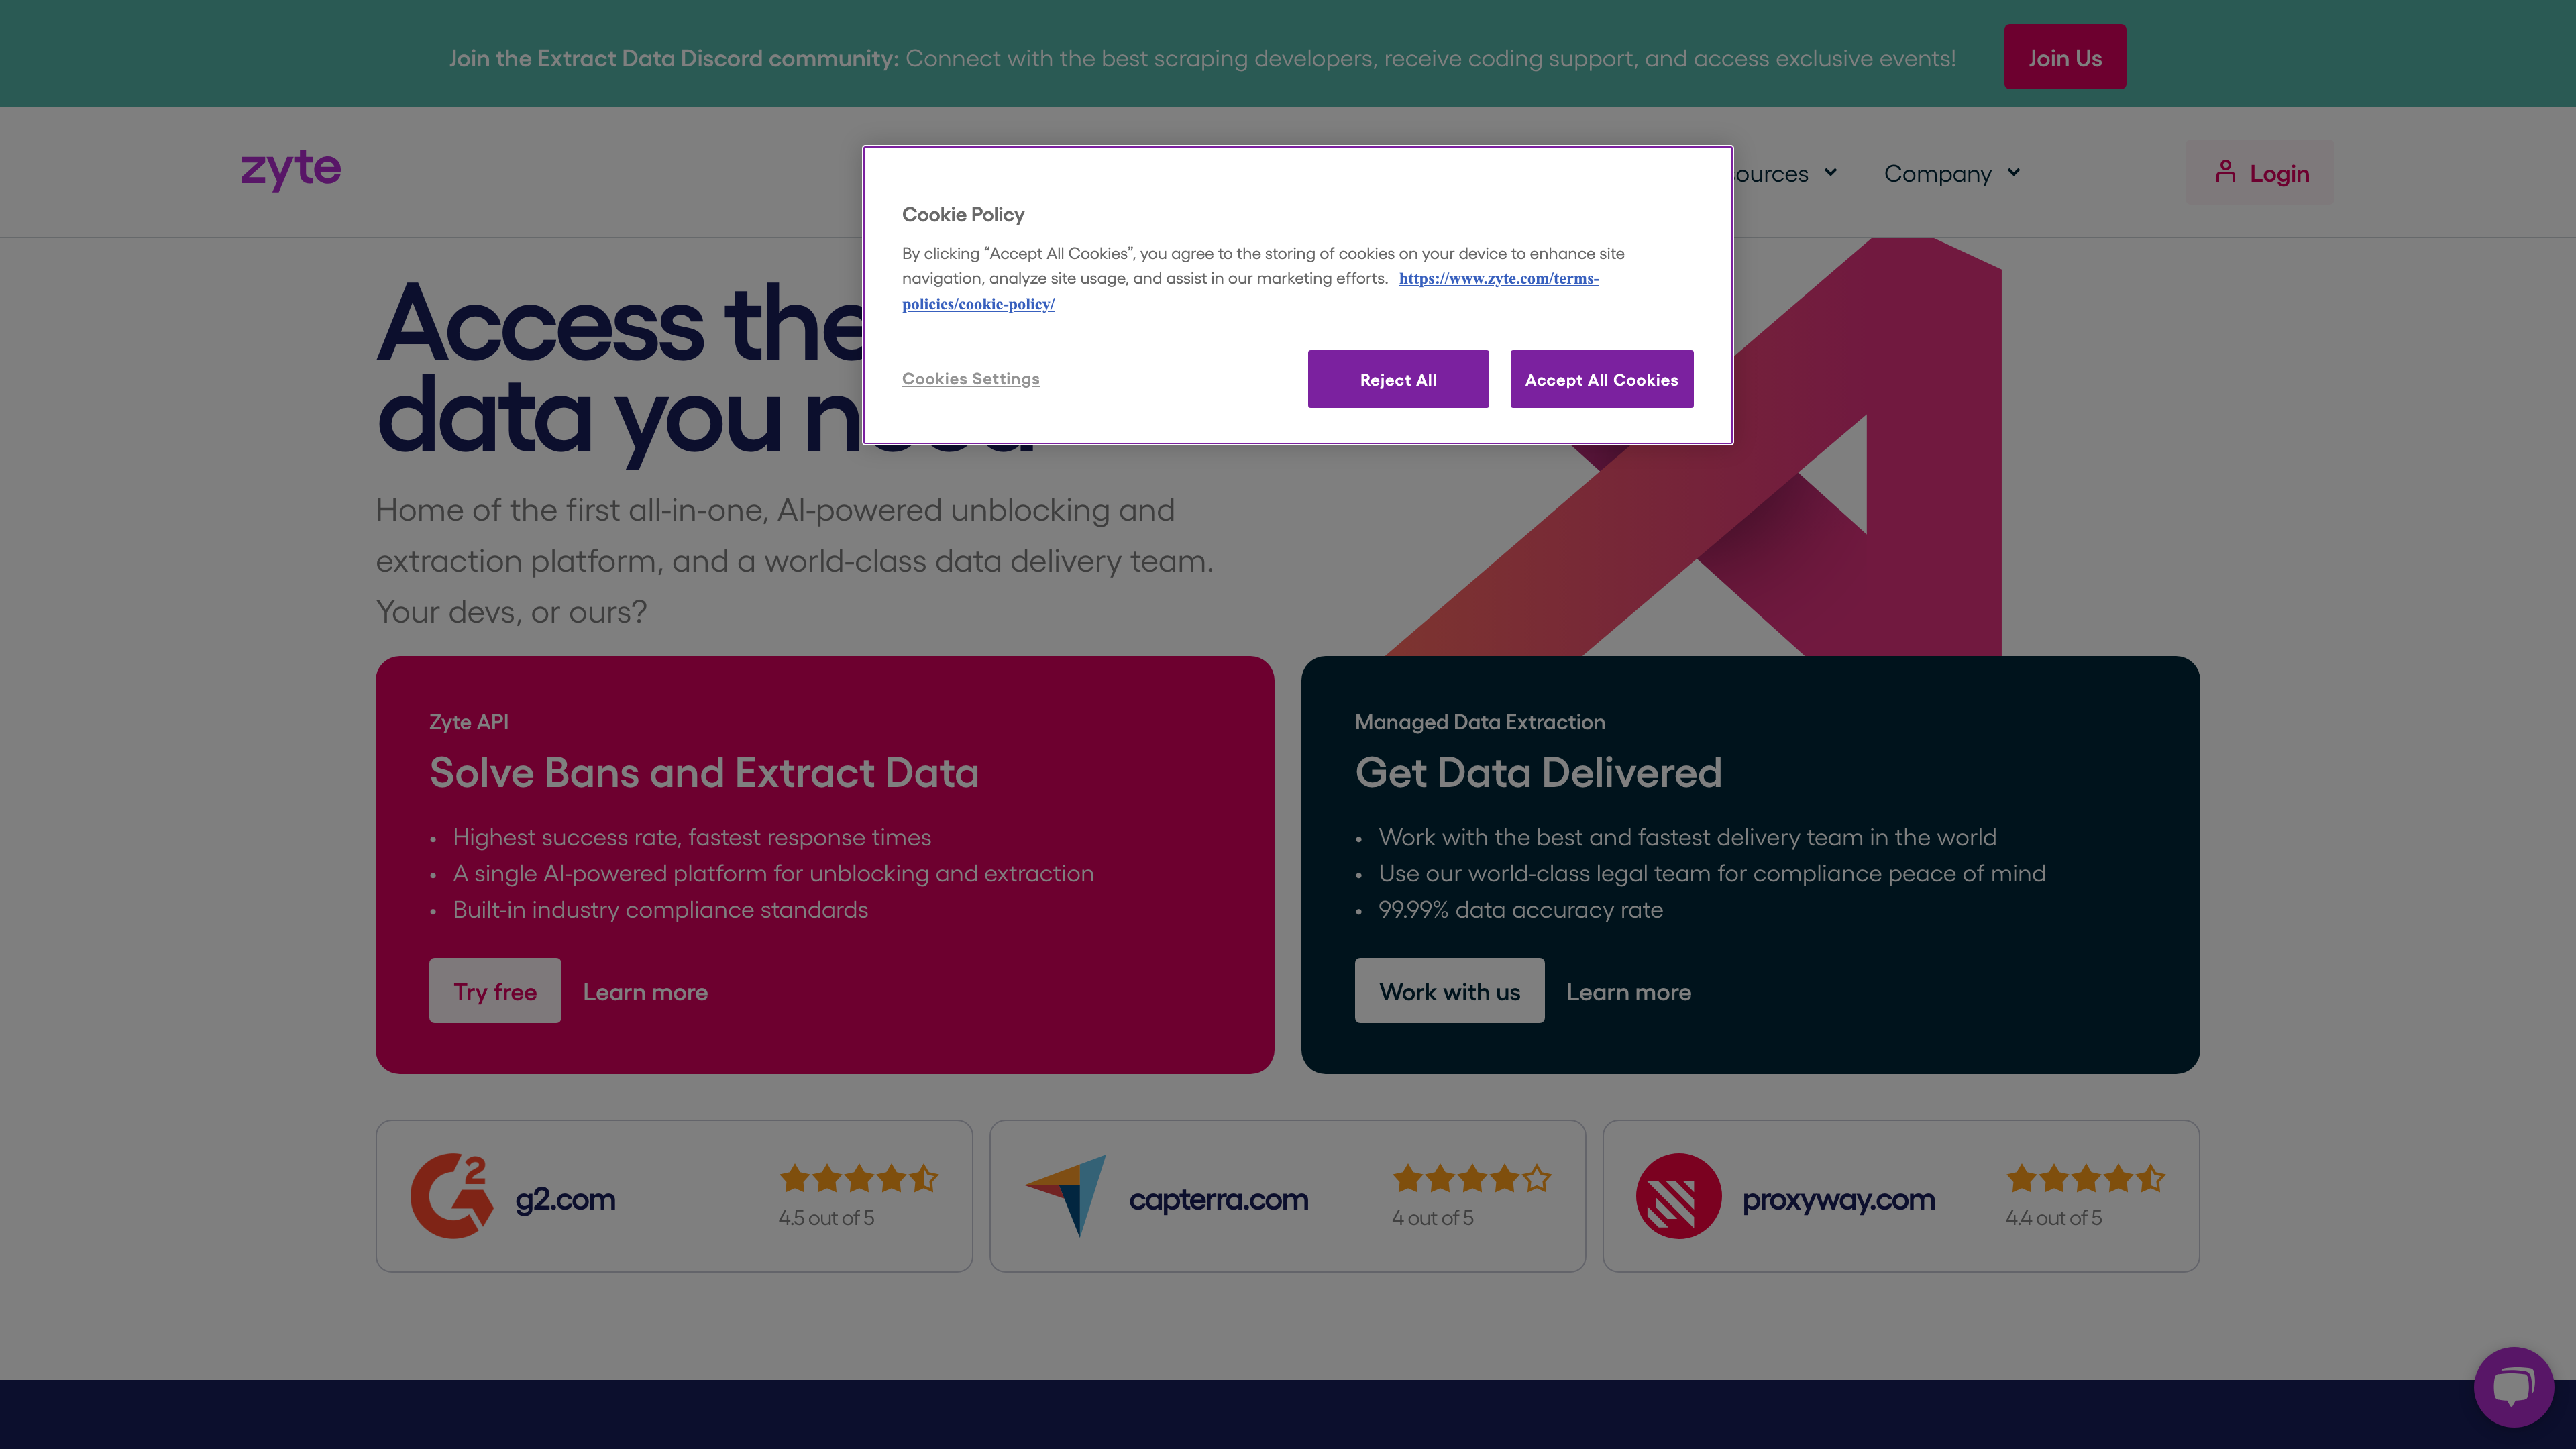 Join the Extract Data Discord community: Connect with the best scraping developers, receive coding support, and access exclusive events!
Join Us
zyte
Company
Login
Cookie Policy
By clicking “Accept All Cookies”, you agree to the storing of cookies on your device to enhance site
navigation, analyze site usage, and assist in our marketing efforts. https://www.zyte.com/terms-
policies/cookie-policy/
Cookies Settings
Reject All
Accept All Cookies
Access the
data you need
Home of the first all-in-one, AI-powered unblocking and
extraction platform, and a world-class data delivery team.
Your devs, or ours?
Zyte API
Solve Bans and Extract Data
• Highest success rate, fastest response times
• A single AI-powered platform for unblocking and extraction
• Built-in industry compliance standards
Try free
Learn more
Managed Data Extraction
Get Data Delivered
• Work with the best and fastest delivery team in the world
• Use our world-class legal team for compliance peace of mind
• 99.99% data accuracy rate
Work with us
Learn more
G2
g2.com
4.5 out of 5
capterra.com
4 out of 5
proxyway.com
4.4 out of 5